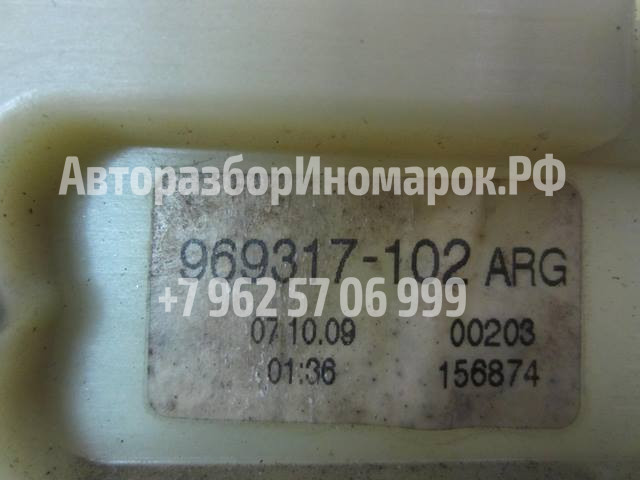 АвторазборИномарок.РФ
969317-102 ARG
+7 962 57 06 999
07 10.09 00203
01:36 156874